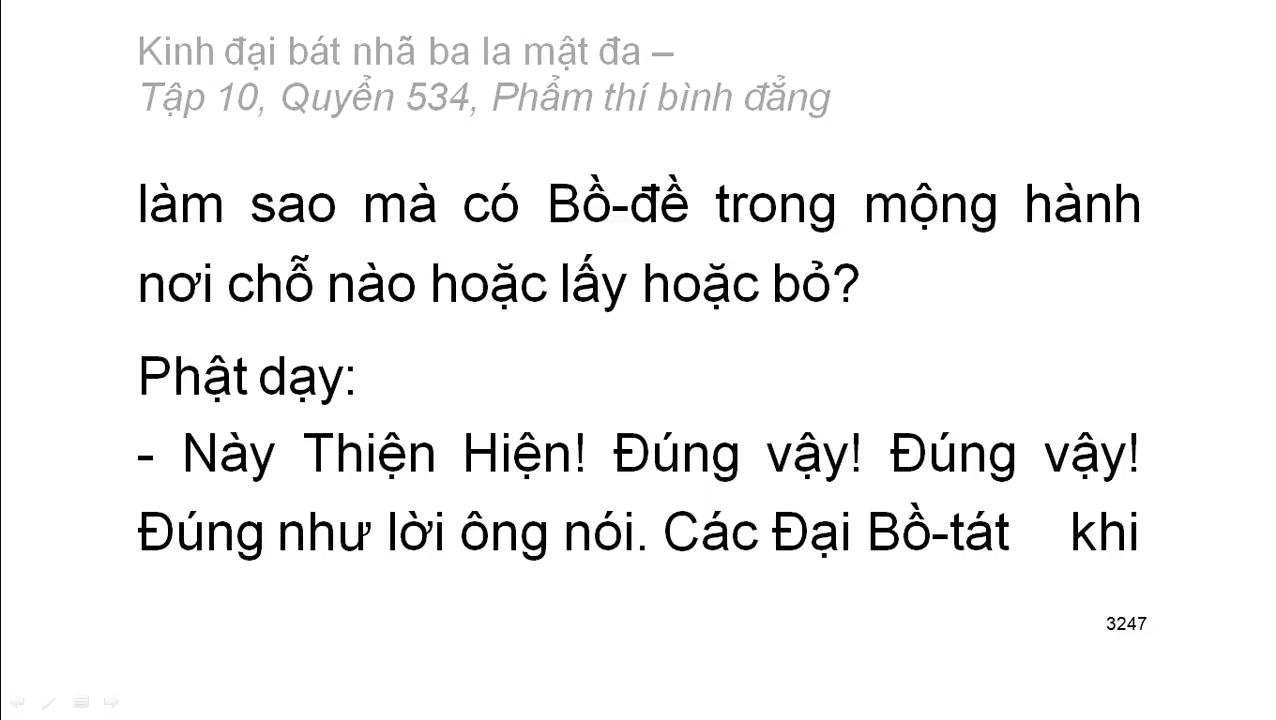 Kinh đại bát nhã ba la mật đa –
Tập 10, Quyển 534, Phẩm thí bình đẳng
làm sao mà có Bồ-đề trong mộng hành
nơi chỗ nào hoặc lấy hoặc bỏ?
Phật dạy:
- Này Thiện Hiện! Đúng vậy! Đúng vậy!
Đúng như lời ông nói. Các Đại Bồ-tát khi
3247